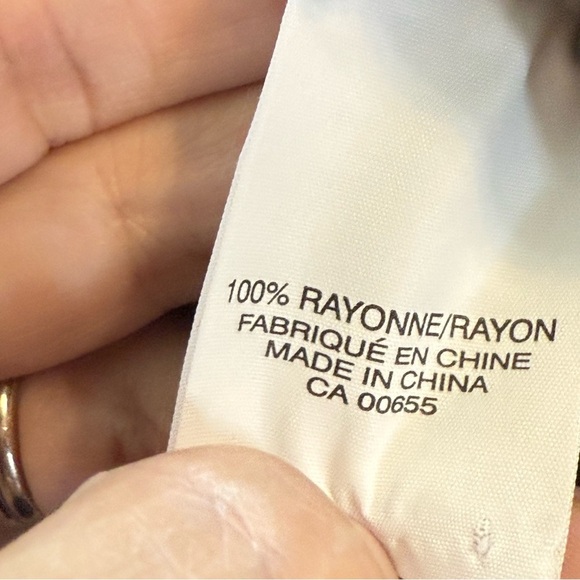 100% RAYONNE/RAYON
FABRIQUÉ EN CHINE
MADE IN CHINA
CA 00655